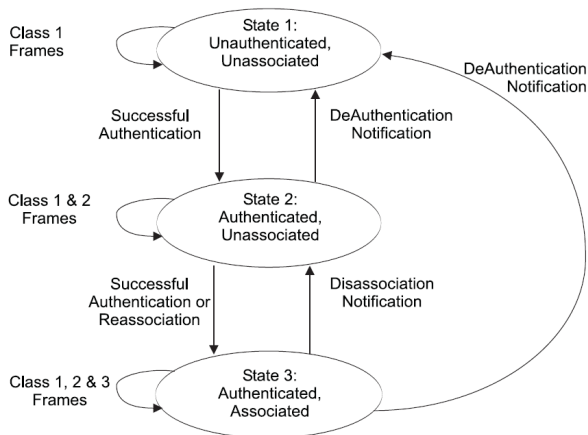 Class 1
Frames
State 1:
Unauthenticated,
Unassociated
DeAuthentication
Notification
Successful
Authentication
DeAuthentication
Notification
Class 1 & 2
Frames
State 2:
Authenticated,
Unassociated
Successful
Authentication or
Reassociation
Disassociation
Notification
Class 1, 2 & 3
Frames
State 3:
Authenticated,
Associated